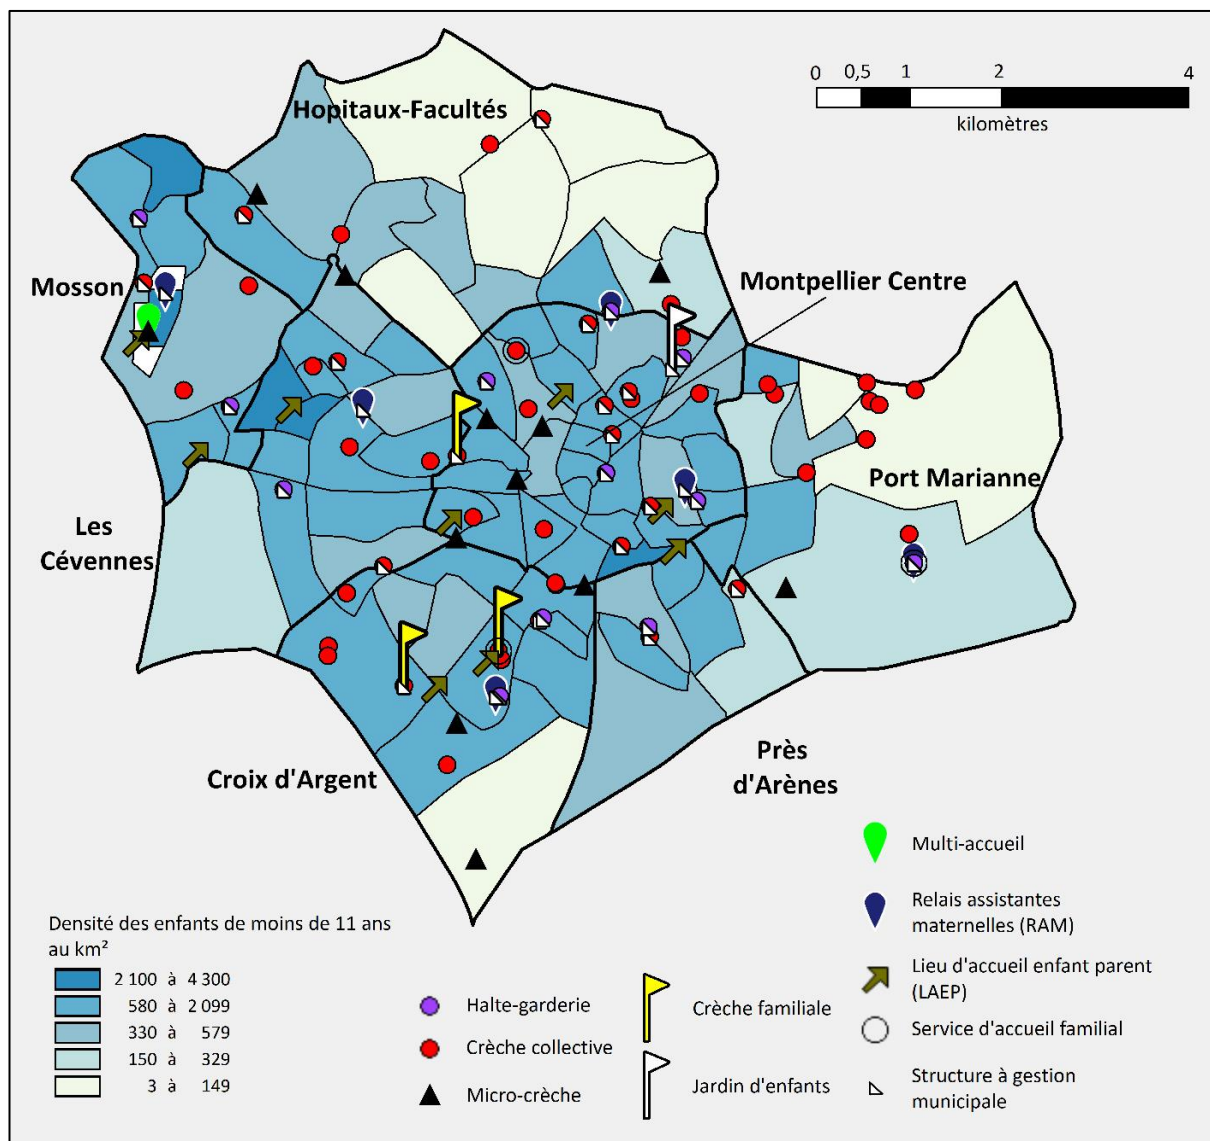 Hopitaux-Facultés
0 0,5 1 2 4
kilomètres
Mosson
Montpellier Centre
Port Marianne
Les
Cévennes
Croix d'Argent
Près
d'Arènes
Densité des enfants de moins de 11 ans
au km²
2 100 à 4 300
580 à 2 099
330 à 579
150 à 329
3 à 149
Halte-garderie
Crèche collective
Micro-crèche
Crèche familiale
Jardin d'enfants
Multi-accueil
Relais assistantes
maternelles (RAM)
Lieu d'accueil enfant parent
(LAEP)
Service d'accueil familial
Structure à gestion
municipale